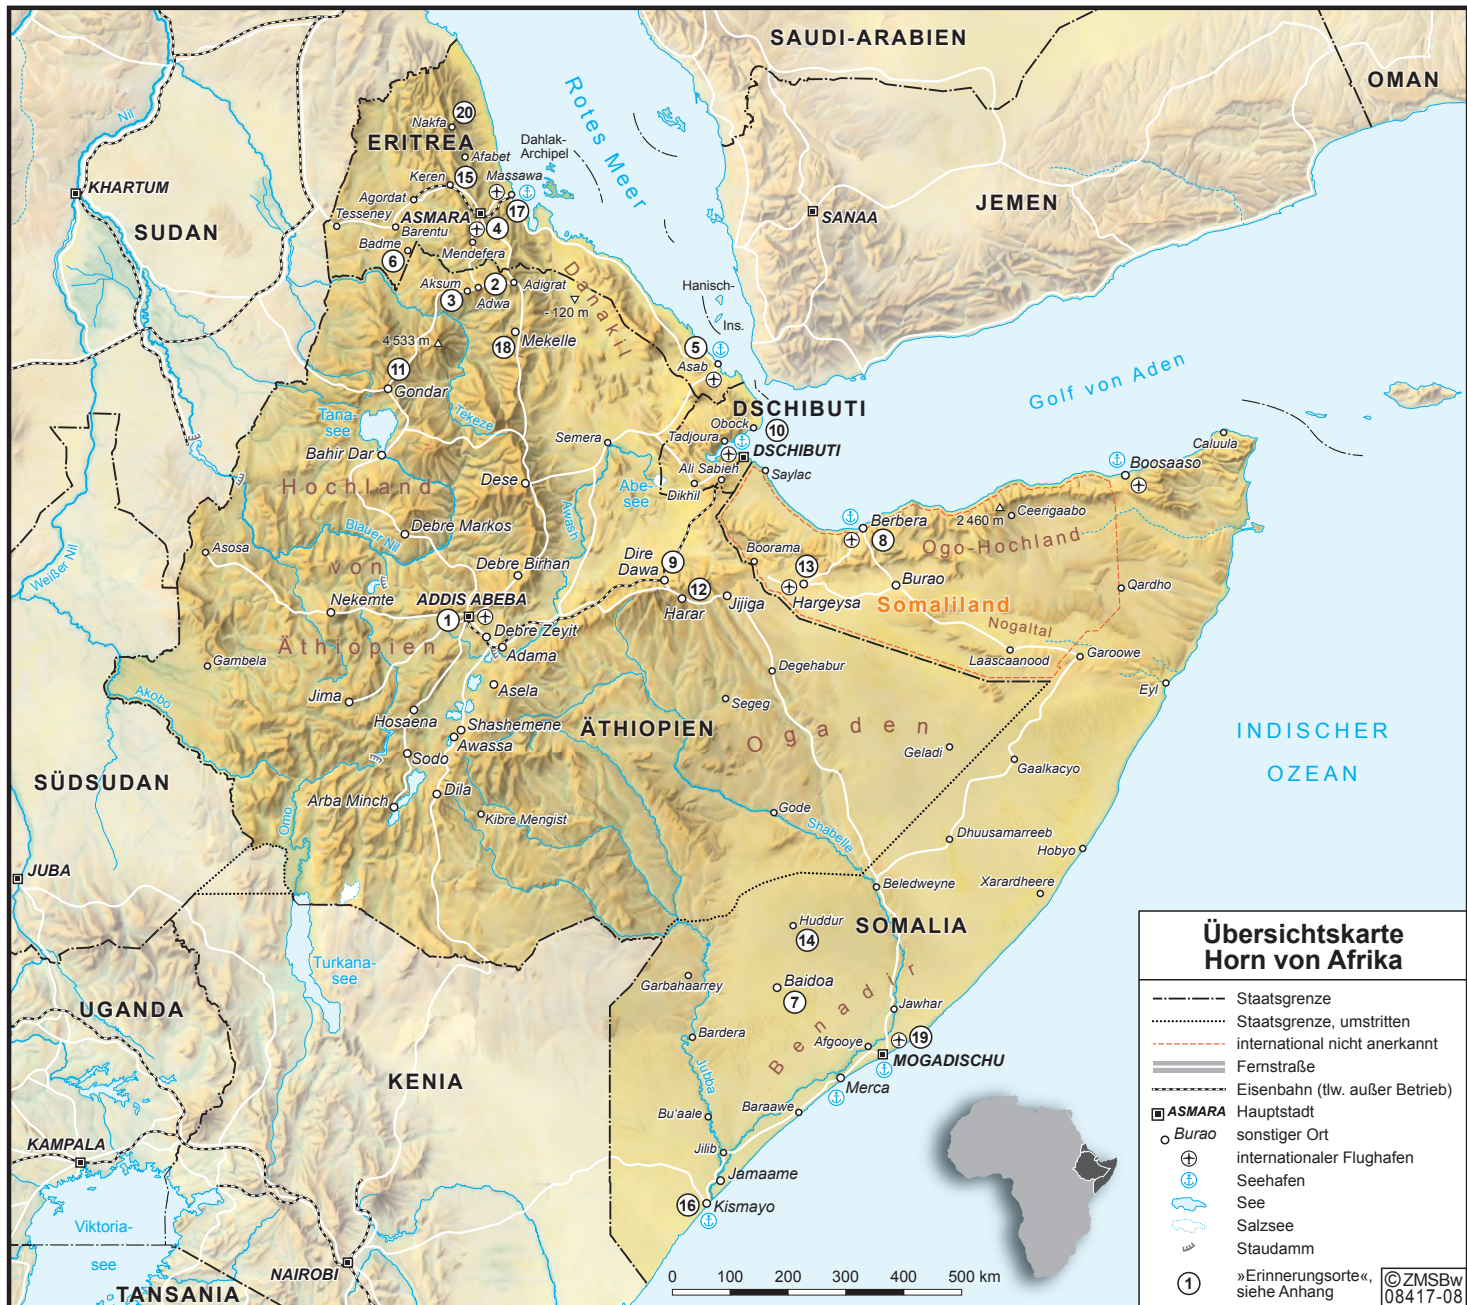 SAUDI-ARABIEN
OMAN
Rotes Meer
Nil
20
Nakfa
ERITREA
Dahlak-
Archipel
Afabet
15
Keren
Massawa
KHARTUM
Agordat
ASMARA
17
SANAA
JEMEN
Tesseney
Barentu
4
SUDAN
Badme
6
Mendefera
Danakil
Aksum
2
Adigrat
3
Adwa
- 120 m
Hanisch-
Ins.
4 533 m
18
Mekelle
5
Asab
11
Gondar
Golf von Aden
Tana-
see
Tekeze
DSCHIBUTI
Obock
10
Semera
Tadjoura
DSCHIBUTI
Caluula
Bahir Dar
Ali Sabieh
Saylac
Boosaaso
Hochland
Dese
Abe-
see
Dikhil
Awash
2 460 m
Ceerigaabo
Blauer Nil
Debre Markos
Berbera
8
Ogo-Hochland
Asosa
Boorama
Weißer Nil
von
Debre Birhan
Dire
Dawa
9
13
Burao
Qardho
12
Hargeysa
Nekemte
ADDIS ABEBA
Harar
Jijiga
Somaliland
1
Debre Zeyit
Nogaltal
Äthiopien
Adama
Laascaanood
Garoowe
Gambela
Degehabur
Akobo
Jima
Asela
Segeg
Eyl
Hosaena
Shashemene
ÄTHIOPIEN
Ogaden
INDISCHER
OZEAN
Awassa
Geladi
Sodo
Gaalkacyo
SÜDSUDAN
Arba Minch
Dila
Omo
Kibre Mengist
Gode
Shabelle
Dhuusamarreeb
Hobyo
JUBA
Beledweyne
Xarardheere
Huddur
14
SOMALIA
Turkana-
see
Garbahaarrey
Baidoa
7
Benadir
Jawhar
UGANDA
Bardera
Afgooye
19
MOGADISCHU
KENIA
Jubba
Merca
Bu'aale
Baraawe
KAMPALA
Jilib
Jamaame
16
Kismayo
Viktoria-
see
NAIROBI
TANSANIA
0 100 200 300 400 500 km
Übersichtskarte
Horn von Afrika
Staatsgrenze
Staatsgrenze, umstritten
international nicht anerkannt
Fernstraße
Eisenbahn (tlw. außer Betrieb)
ASMARA Hauptstadt
Burao sonstiger Ort
internationaler Flughafen
Seehafen
See
Salzsee
Staudamm
1 »Erinnerungsorte«,
siehe Anhang
©ZMSBw
08417-08